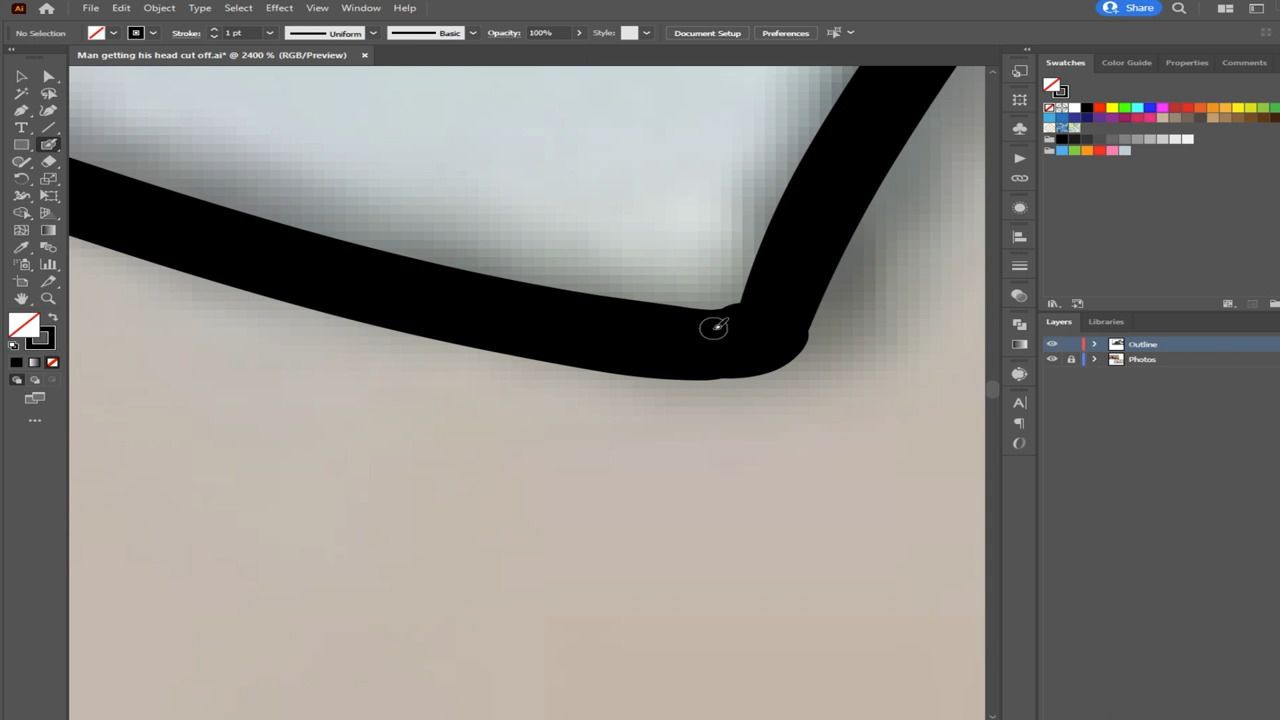 Ai File Edit Object Type Select Effect View Window Help Share
No Selection Stroke: 1 pt Uniform Basic Opacity: 100% Style: Document Setup Preferences
Man getting his head cut off.ai* @ 2400 % (RGB/Preview) ×
Swatches Color Guide Properties Comments
Layers Libraries
Outline
Photos